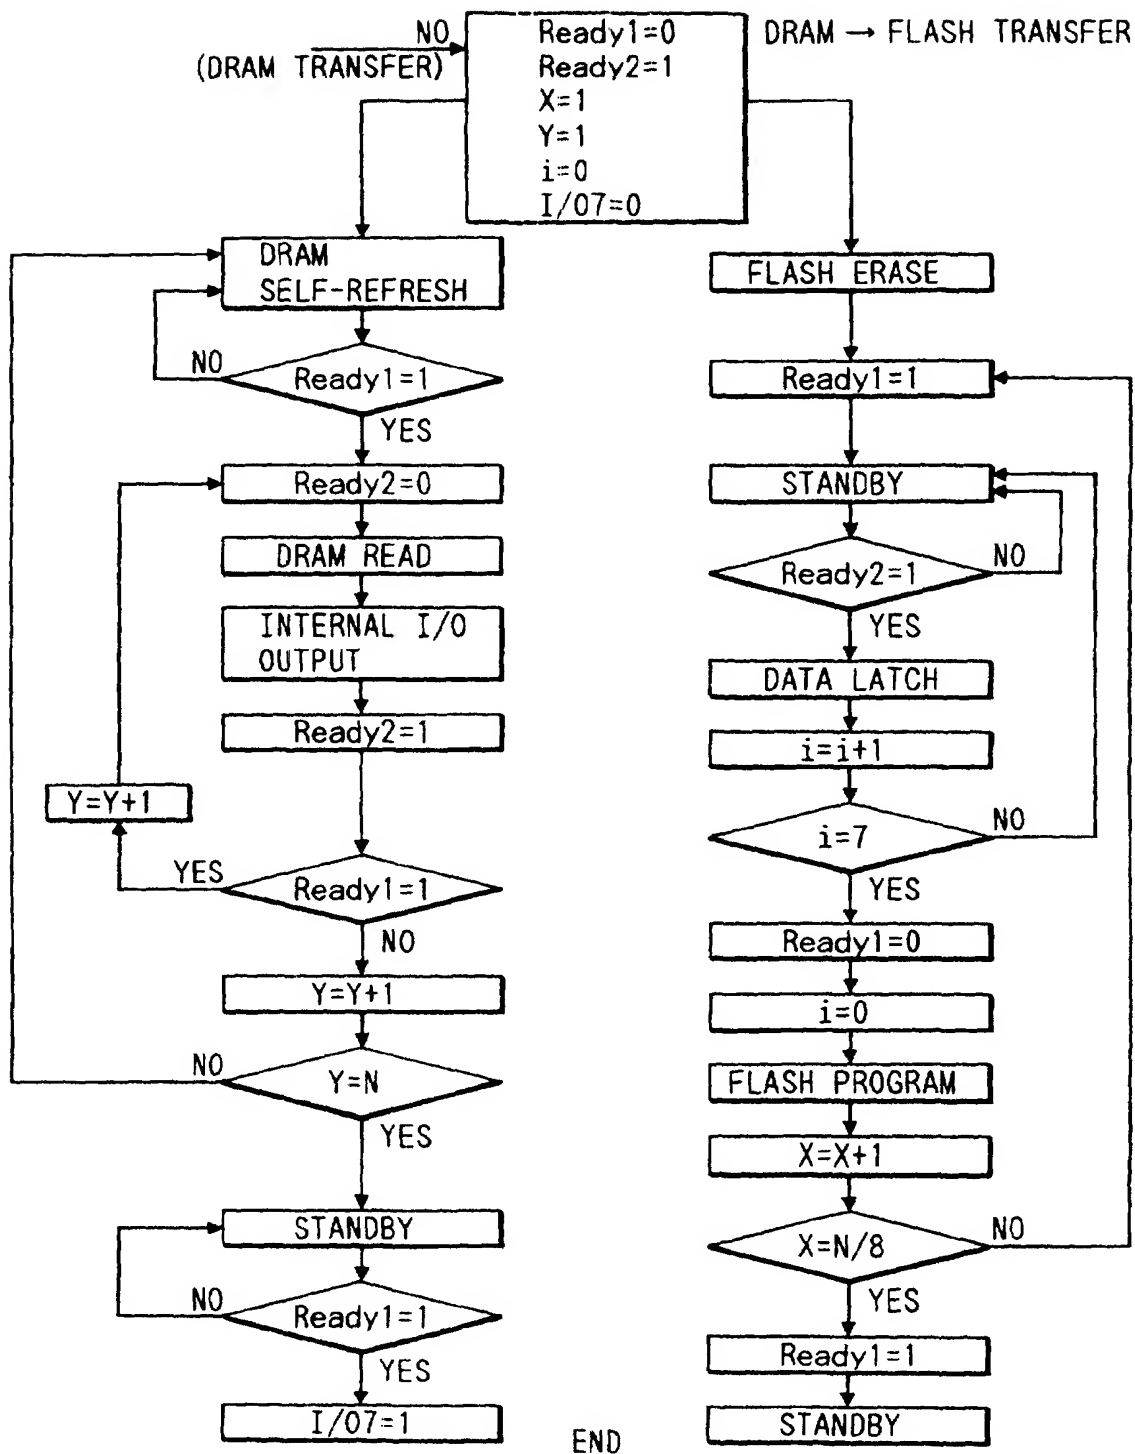 NO
(DRAM TRANSFER)
Ready1=0
Ready2=1
X=1
Y=1
i=0
I/O7=0
DRAM → FLASH TRANSFER
DRAM
SELF-REFRESH
NO
Ready1=1
YES
Ready2=0
DRAM READ
INTERNAL I/O
OUTPUT
Ready2=1
Y=Y+1
YES
Ready1=1
NO
Y=Y+1
NO
Y=N
YES
STANDBY
NO
Ready1=1
YES
I/O7=1
FLASH ERASE
Ready1=1
STANDBY
Ready2=1
NO
YES
DATA LATCH
i=i+1
i=7
NO
YES
Ready1=0
i=0
FLASH PROGRAM
X=X+1
X=N/8
NO
YES
Ready1=1
STANDBY
END